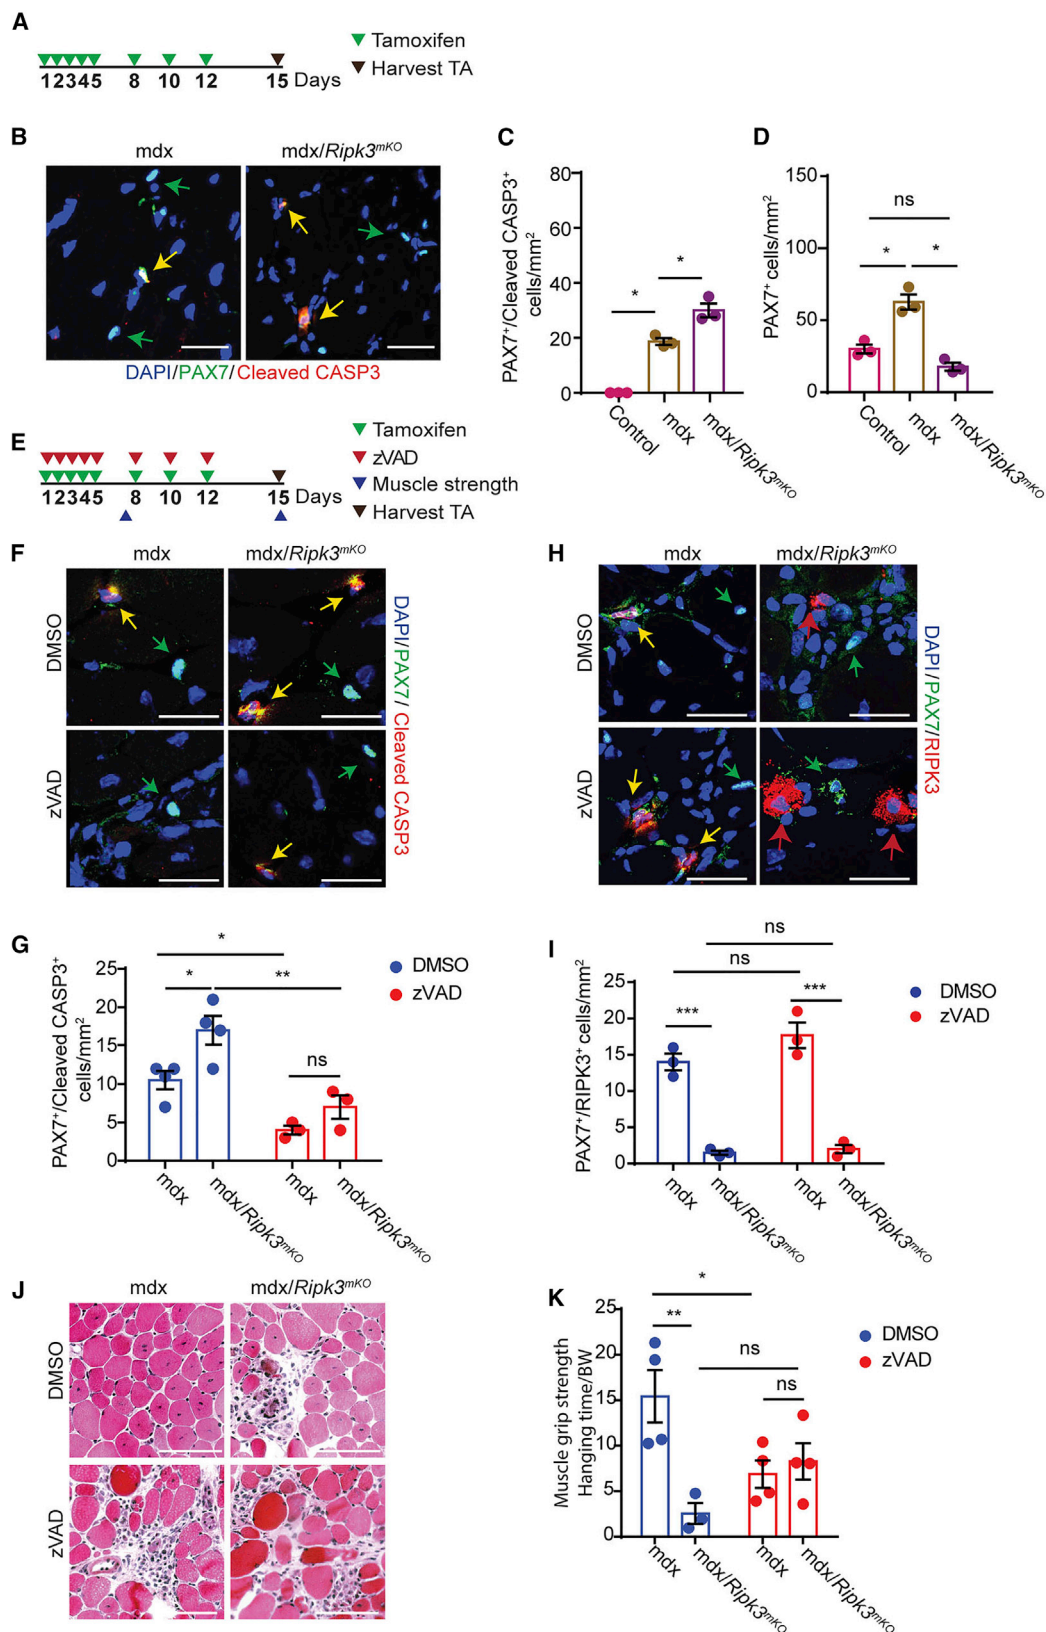 A
Tamoxifen
Harvest TA
1 2 3 4 5 8 10 12 15 Days
B
mdx
mdx/Ripk3mKO
DAPI/PAX7/Cleaved CASP3
C
PAX7+/Cleaved CASP3+
cells/mm2
80
60
40
20
0
*
*
Control
mdx
mdx/Ripk3mKO
D
PAX7+ cells/mm2
150
100
50
0
ns
*
*
Control
mdx
mdx/Ripk3mKO
E
Tamoxifen
zVAD
Muscle strength
Harvest TA
1 2 3 4 5 8 10 12 15 Days
F
mdx
mdx/Ripk3mKO
DMSO
zVAD
DAPI/PAX7/ Cleaved CASP3
H
mdx
mdx/Ripk3mKO
DMSO
zVAD
DAPI/PAX7/RIPK3
G
PAX7+/Cleaved CASP3+
cells/mm2
25
20
15
10
5
0
*
*
**
ns
DMSO
zVAD
mdx
mdx/Ripk3mKO
mdx
mdx/Ripk3mKO
I
PAX7+/RIPK3+ cells/mm2
25
20
15
10
5
0
ns
ns
***
***
DMSO
zVAD
mdx
mdx/Ripk3mKO
mdx
mdx/Ripk3mKO
J
mdx
mdx/Ripk3mKO
DMSO
zVAD
K
Muscle grip strength
Hanging time/BW
25
20
15
10
5
0
*
**
ns
ns
DMSO
zVAD
mdx
mdx/Ripk3mKO
mdx
mdx/Ripk3mKO